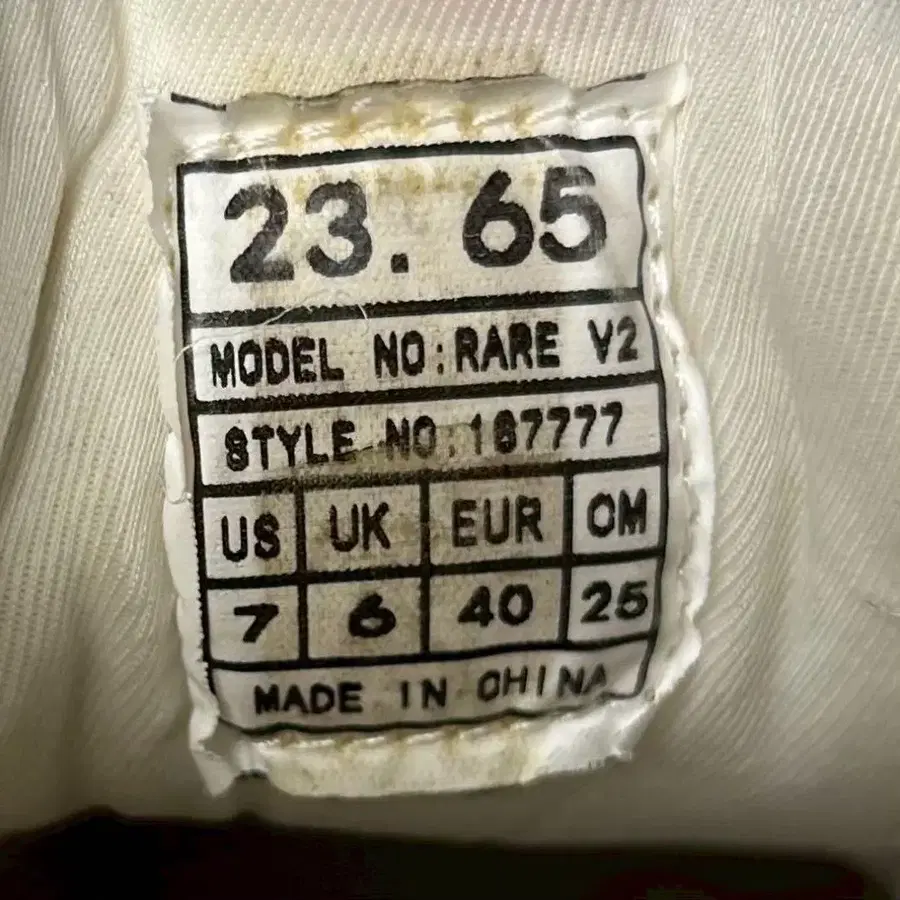 23. 65
MODEL NO:RARE V2
STYLE NO:187777
US UK EUR CM
7 6 40 25
MADE IN CHINA